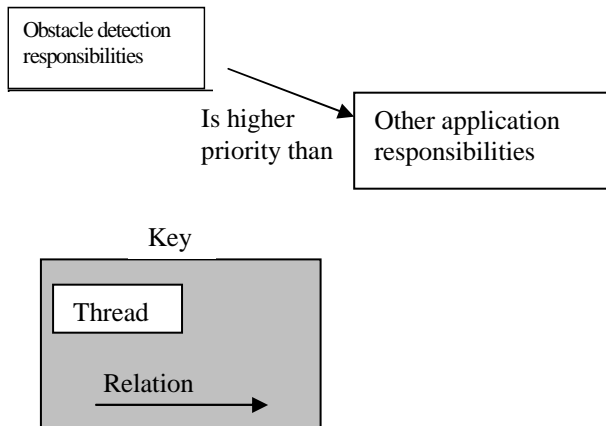 Obstacle detection
responsibilities
Is higher
priority than
Other application
responsibilities
Key
Thread
Relation